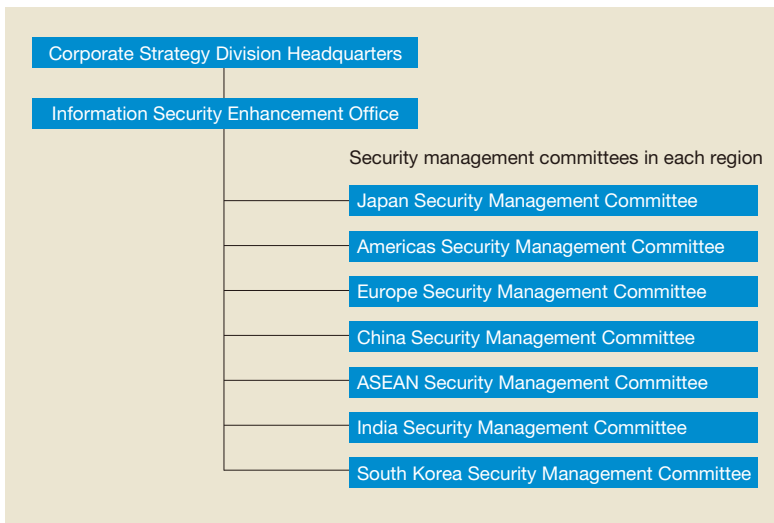 Corporate Strategy Division Headquarters
Information Security Enhancement Office
Security management committees in each region
Japan Security Management Committee
Americas Security Management Committee
Europe Security Management Committee
China Security Management Committee
ASEAN Security Management Committee
India Security Management Committee
South Korea Security Management Committee